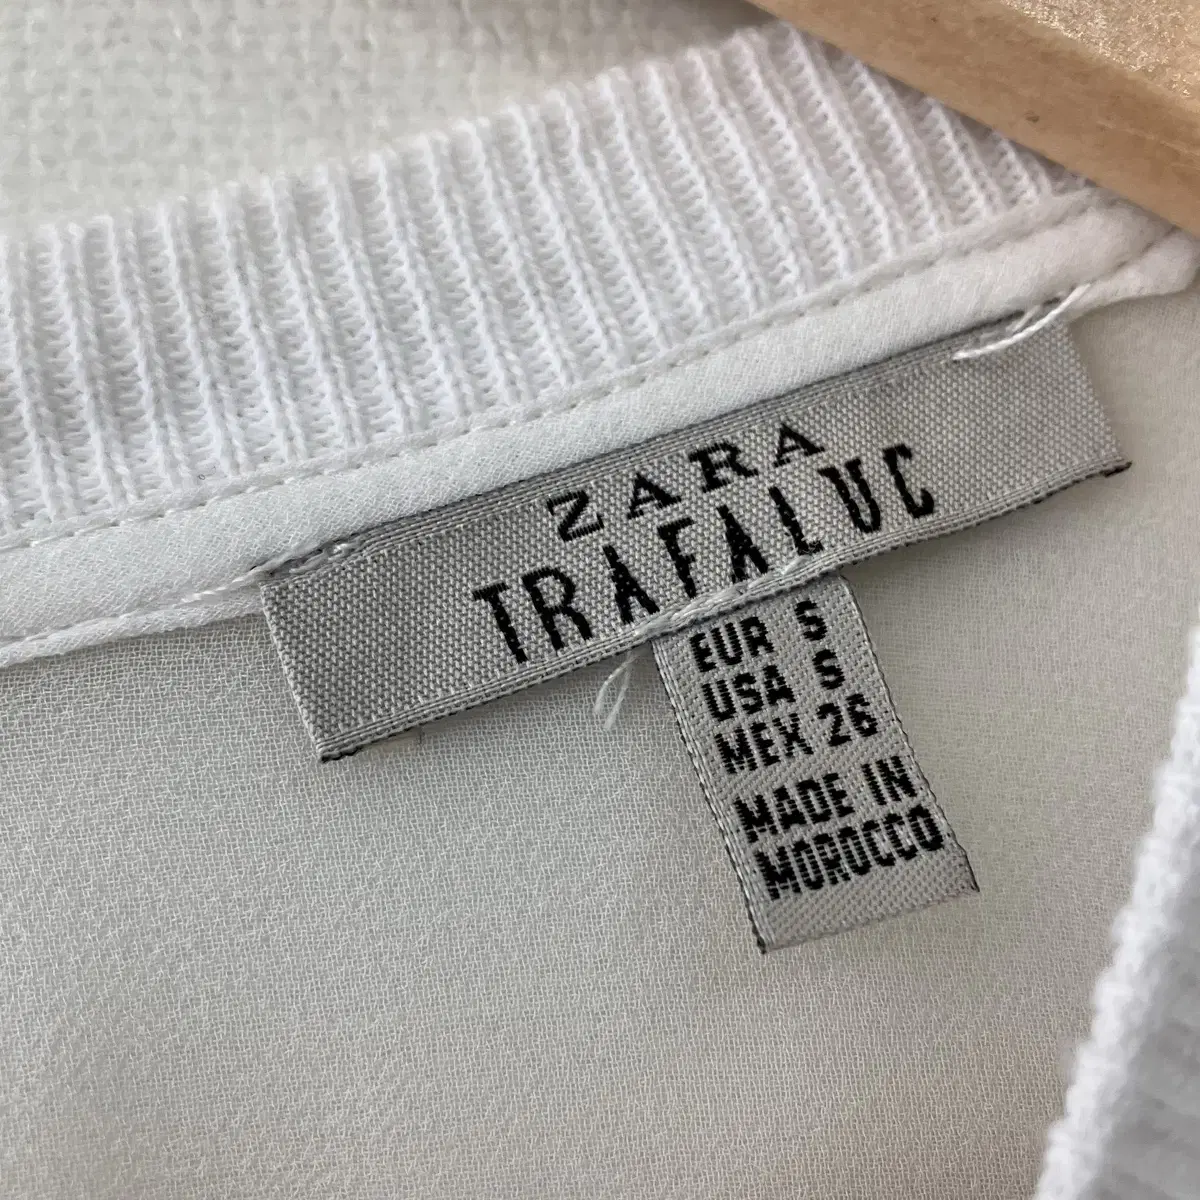 ZARA
TRAFALUC
EUR S
USA S
MEX 26
MADE IN
MOROCCO